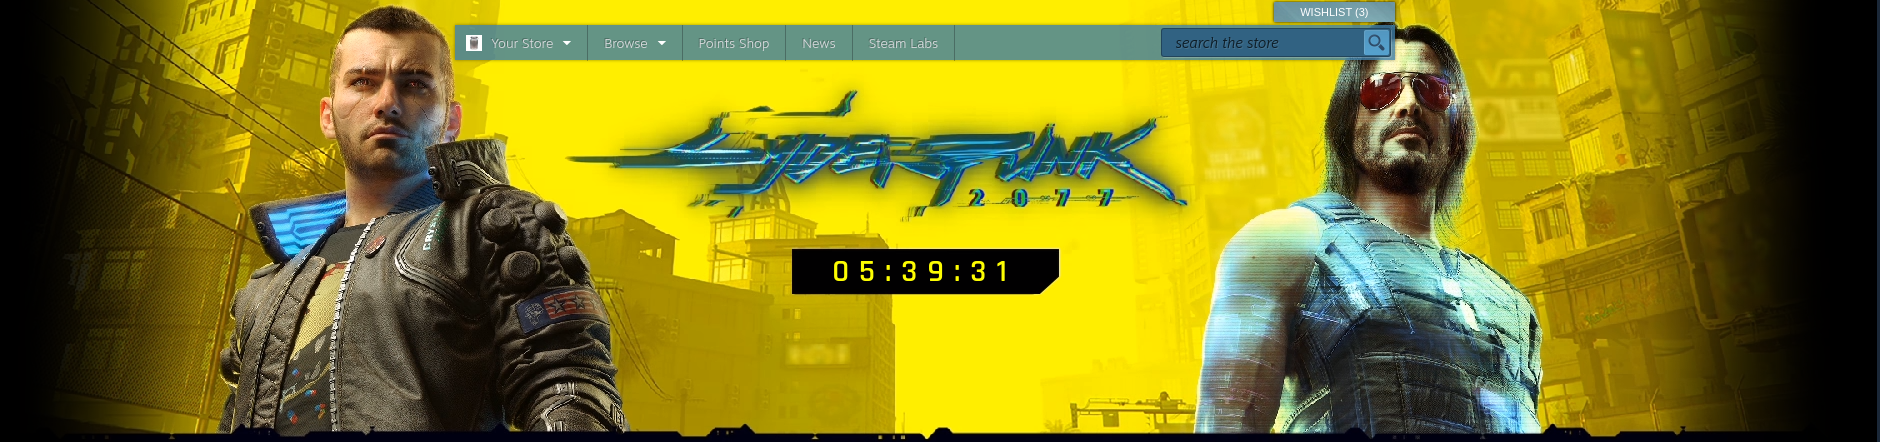 WISHLIST (3)
Your Store Browse Points Shop News Steam Labs search the store
CYBERPUNK
2077
05:39:31